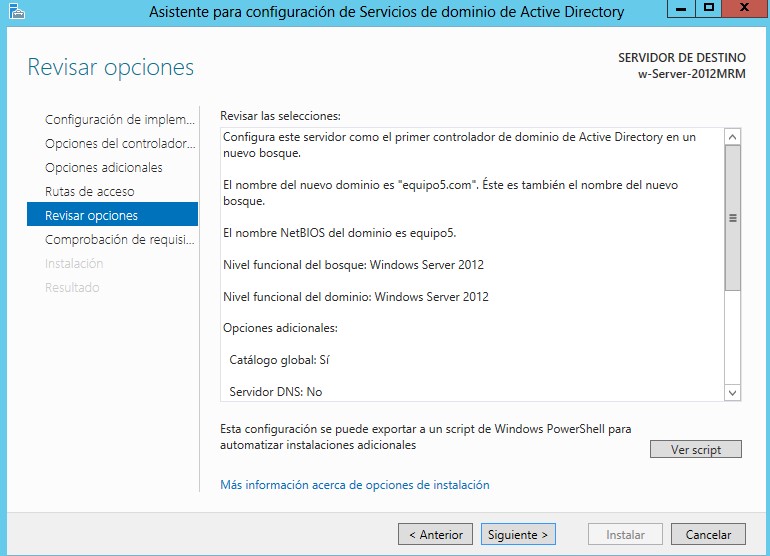 Asistente para configuración de Servicios de dominio de Active Directory
Revisar opciones
SERVIDOR DE DESTINO
w-Server-2012MRM
Configuración de implem...
Opciones del controlador...
Opciones adicionales
Rutas de acceso
Revisar opciones
Comprobación de requisi...
Instalación
Resultado
Revisar las selecciones:
Configura este servidor como el primer controlador de dominio de Active Directory en un
nuevo bosque.
El nombre del nuevo dominio es "equipo5.com". Éste es también el nombre del nuevo
bosque.
El nombre NetBIOS del dominio es equipo5.
Nivel funcional del bosque: Windows Server 2012
Nivel funcional del dominio: Windows Server 2012
Opciones adicionales:
Catálogo global: Sí
Servidor DNS: No
Esta configuración se puede exportar a un script de Windows PowerShell para
automatizar instalaciones adicionales
Ver script
Más información acerca de opciones de instalación
< Anterior
Siguiente >
Instalar
Cancelar